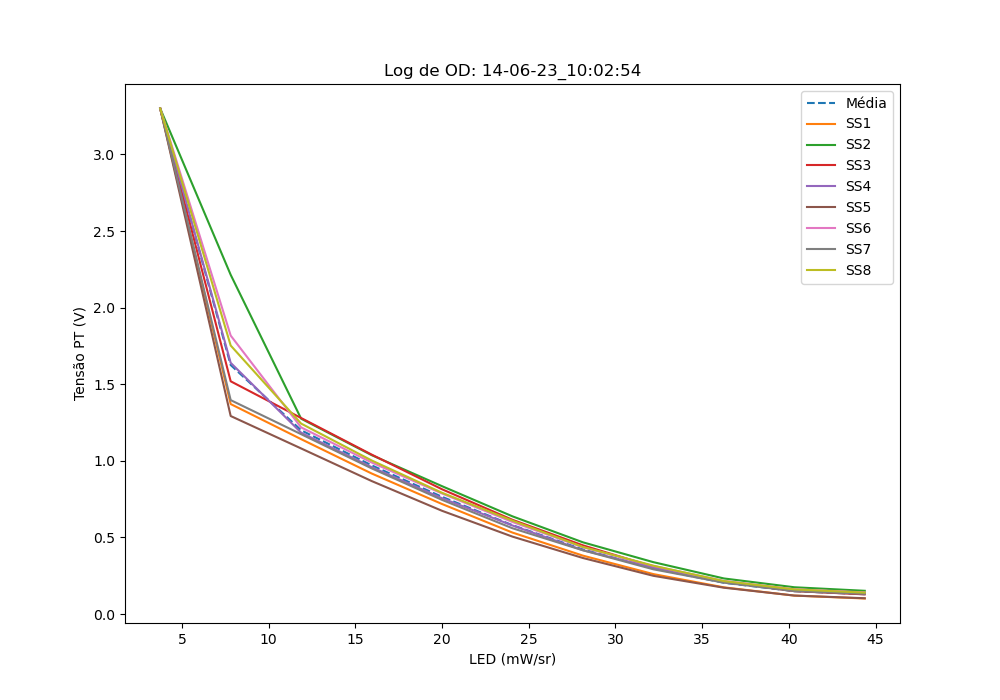 Log de OD: 14-06-23_10:02:54
Média
SS1
SS2
SS3
SS4
SS5
SS6
SS7
SS8
Tensão PT (V)
3.0
2.5
2.0
1.5
1.0
0.5
0.0
5 10 15 20 25 30 35 40 45
LED (mW/sr)